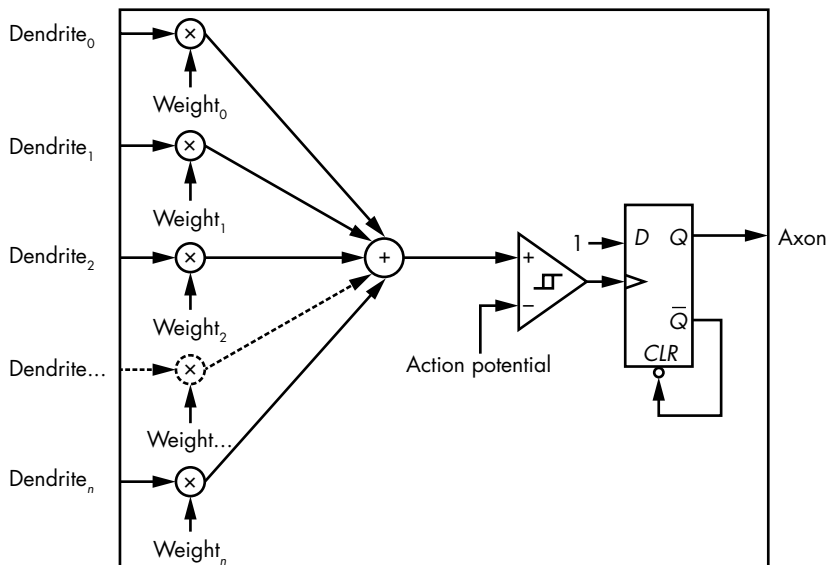 Dendrite₀
×
Weight₀
Dendrite₁
×
Weight₁
Dendrite₂
×
Weight₂
Dendrite...
×
Weight...
Dendriteₙ
×
Weightₙ
+
+
−
Action potential
1
D
Q
Q̅
CLR
Axon